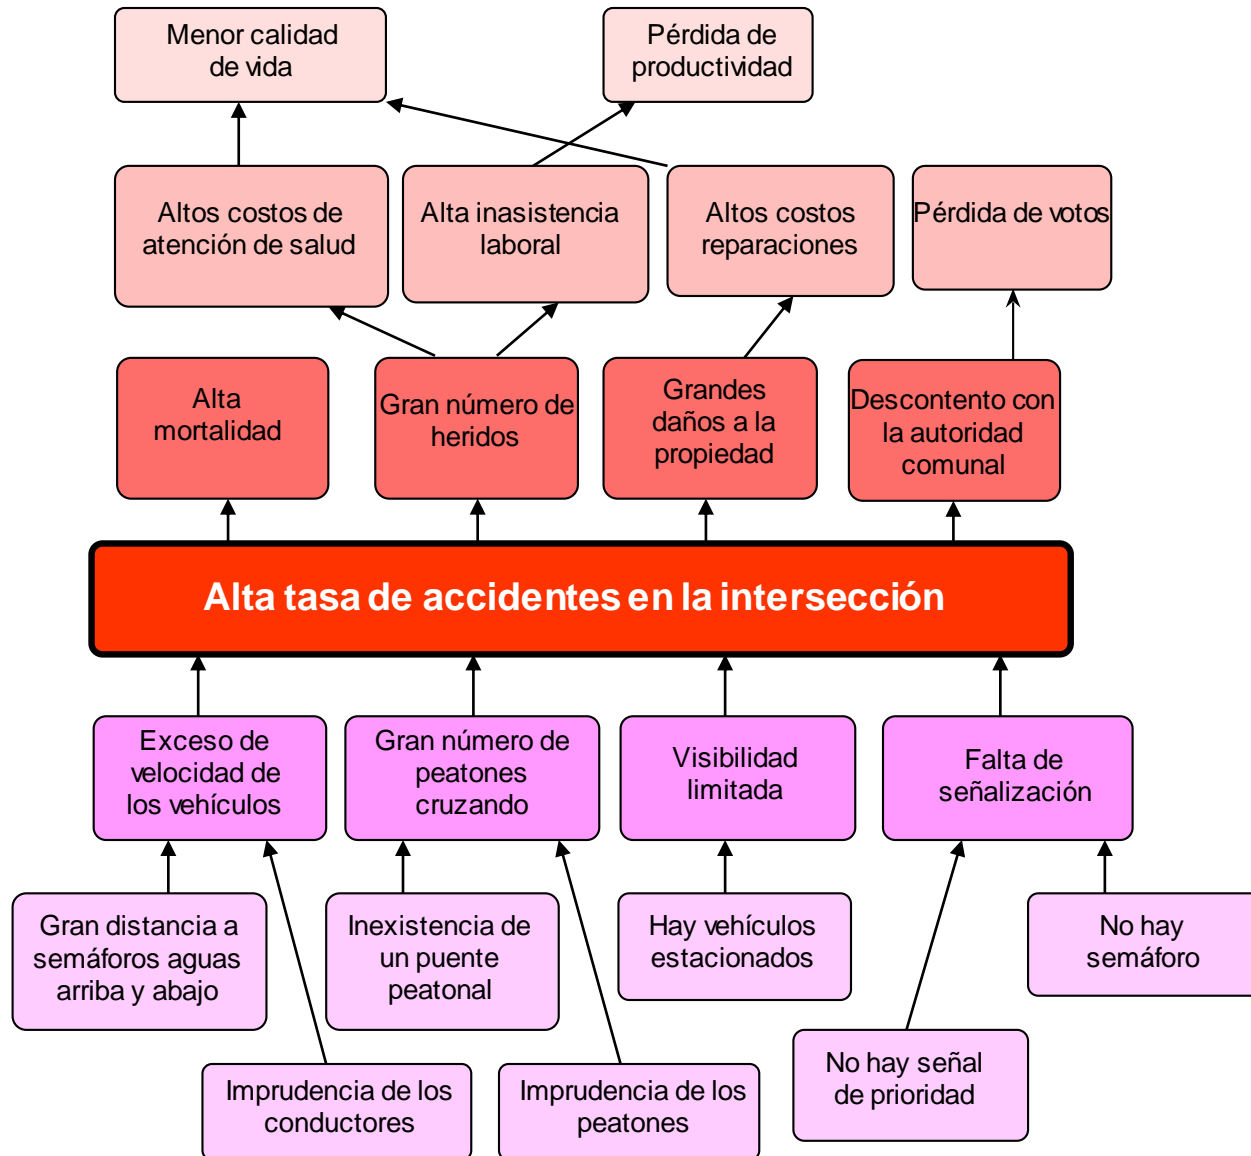 Menor calidad
de vida
Pérdida de
productividad
Altos costos de
atención de salud
Alta inasistencia
laboral
Altos costos
reparaciones
Pérdida de votos
Alta
mortalidad
Gran número de
heridos
Grandes
daños a la
propiedad
Descontento con
la autoridad
comunal
Alta tasa de accidentes en la intersección
Exceso de
velocidad de
los vehículos
Gran número de
peatones
cruzando
Visibilidad
limitada
Falta de
señalización
Gran distancia a
semáforos aguas
arriba y abajo
Inexistencia de
un puente
peatonal
Hay vehículos
estacionados
No hay
semáforo
Imprudencia de los
conductores
Imprudencia de los
peatones
No hay señal
de prioridad